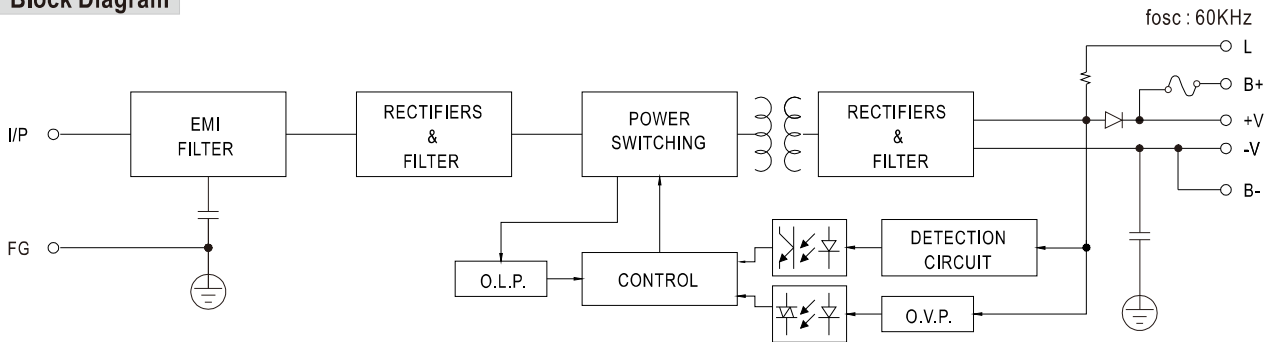 Block Diagram
fosc : 60KHz
L
B+
+V
-V
B-
I/P
EMI
FILTER
RECTIFIERS
&
FILTER
POWER
SWITCHING
RECTIFIERS
&
FILTER
FG
O.L.P.
CONTROL
DETECTION
CIRCUIT
O.V.P.